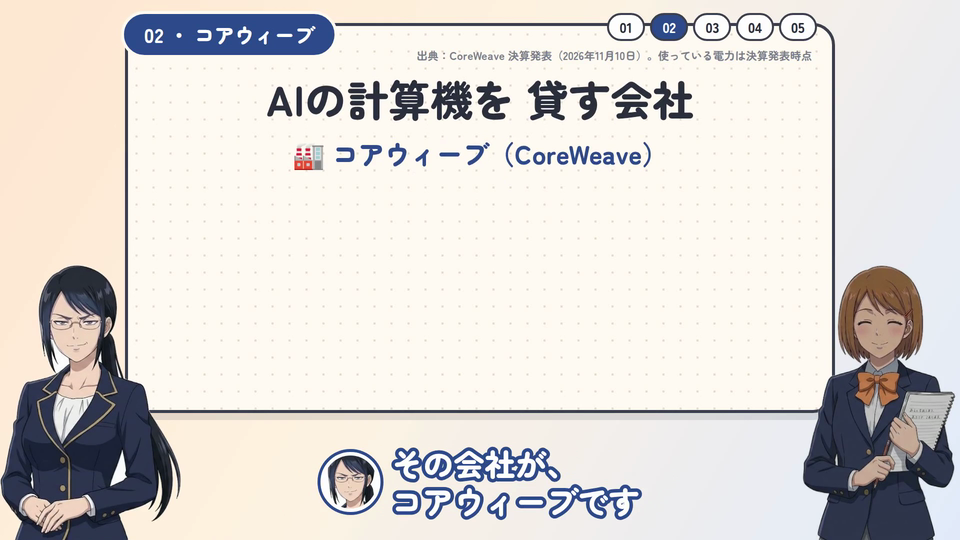 02 ・ コアウィーブ
01 02 03 04 05
出典：CoreWeave 決算発表（2026年11月10日）。使っている電力は決算発表時点
AIの計算機を 貸す会社
コアウィーブ（CoreWeave）
その会社が、
コアウィーブです